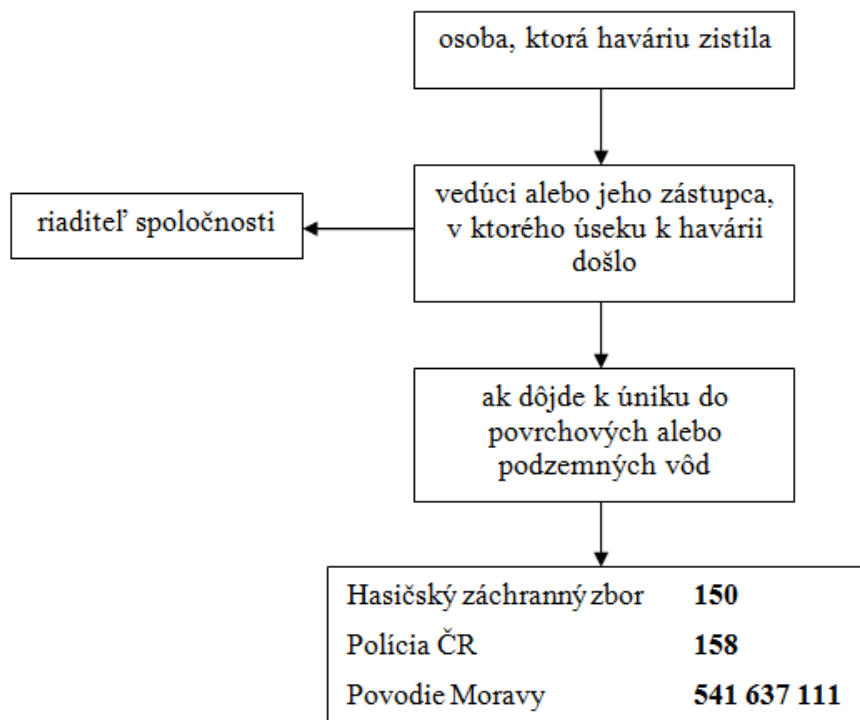 osoba, ktorá haváriu zistila
vedúci alebo jeho zástupca,
v ktorého úseku k havárii
došlo
riaditeľ spoločnosti
ak dôjde k úniku do
povrchových alebo
podzemných vôd
Hasičský záchranný zbor 150
Polícia ČR 158
Povodie Moravy 541 637 111